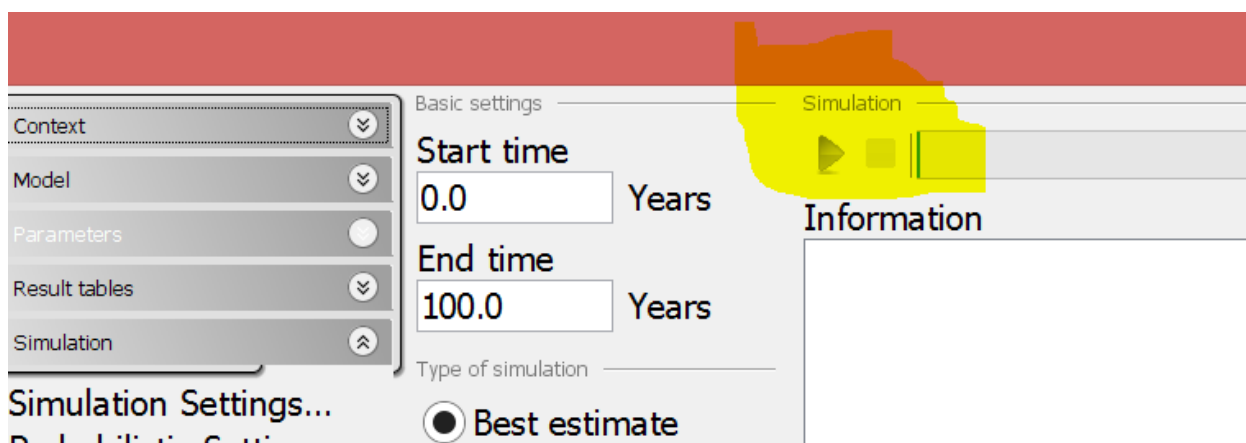 Context
Model
Parameters
Result tables
Simulation
Simulation Settings...
Basic settings
Start time
0.0 Years
End time
100.0 Years
Type of simulation
Best estimate
Simulation
Information